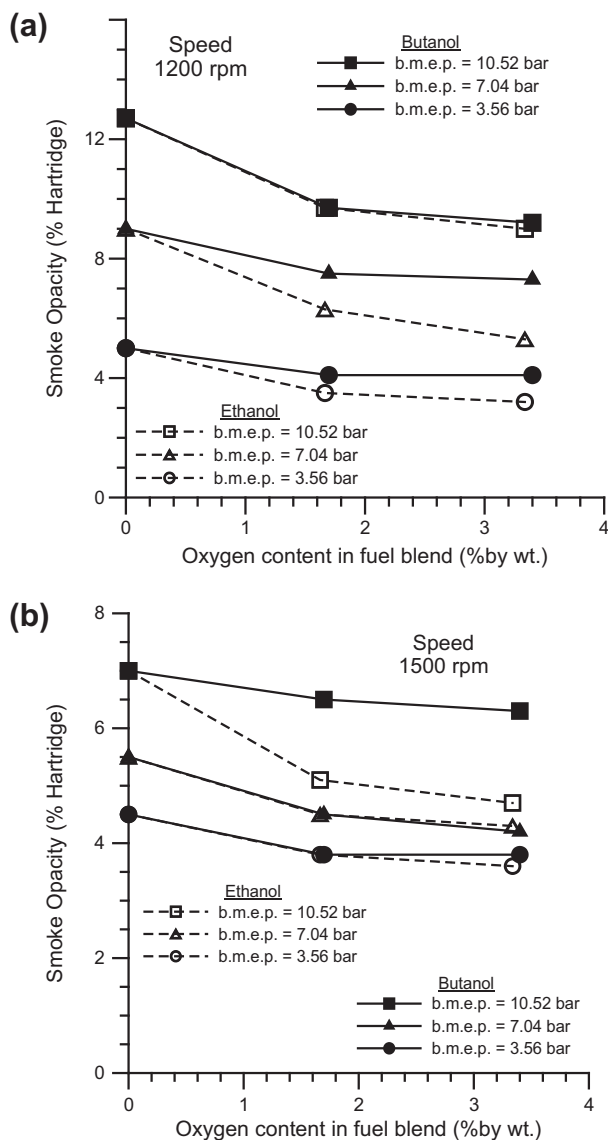 (a)
Speed
1200 rpm
Butanol
b.m.e.p. = 10.52 bar
b.m.e.p. = 7.04 bar
b.m.e.p. = 3.56 bar
12
8
4
0
Smoke Opacity (% Hartridge)
Ethanol
b.m.e.p. = 10.52 bar
b.m.e.p. = 7.04 bar
b.m.e.p. = 3.56 bar
0 1 2 3 4
Oxygen content in fuel blend (%by wt.)
(b)
Speed
1500 rpm
8
6
4
2
0
Smoke Opacity (% Hartridge)
Ethanol
b.m.e.p. = 10.52 bar
b.m.e.p. = 7.04 bar
b.m.e.p. = 3.56 bar
Butanol
b.m.e.p. = 10.52 bar
b.m.e.p. = 7.04 bar
b.m.e.p. = 3.56 bar
0 1 2 3 4
Oxygen content in fuel blend (%by wt.)